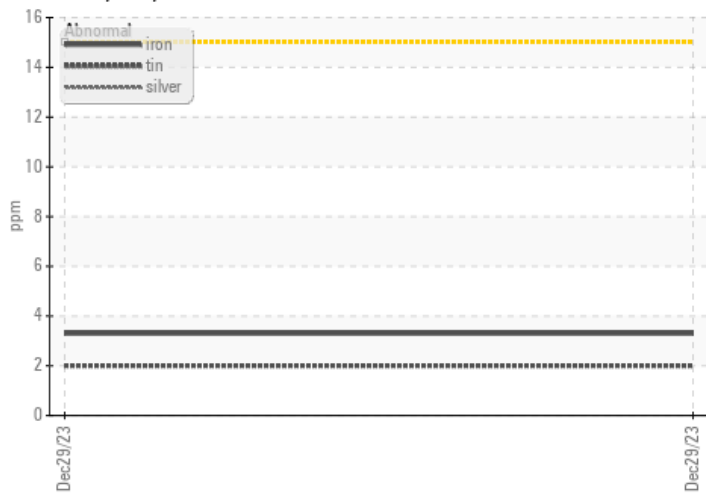 16
Abnormal
iron
tin
silver
14
12
10
8
6
4
2
0
ppm
Dec29/23
Dec29/23